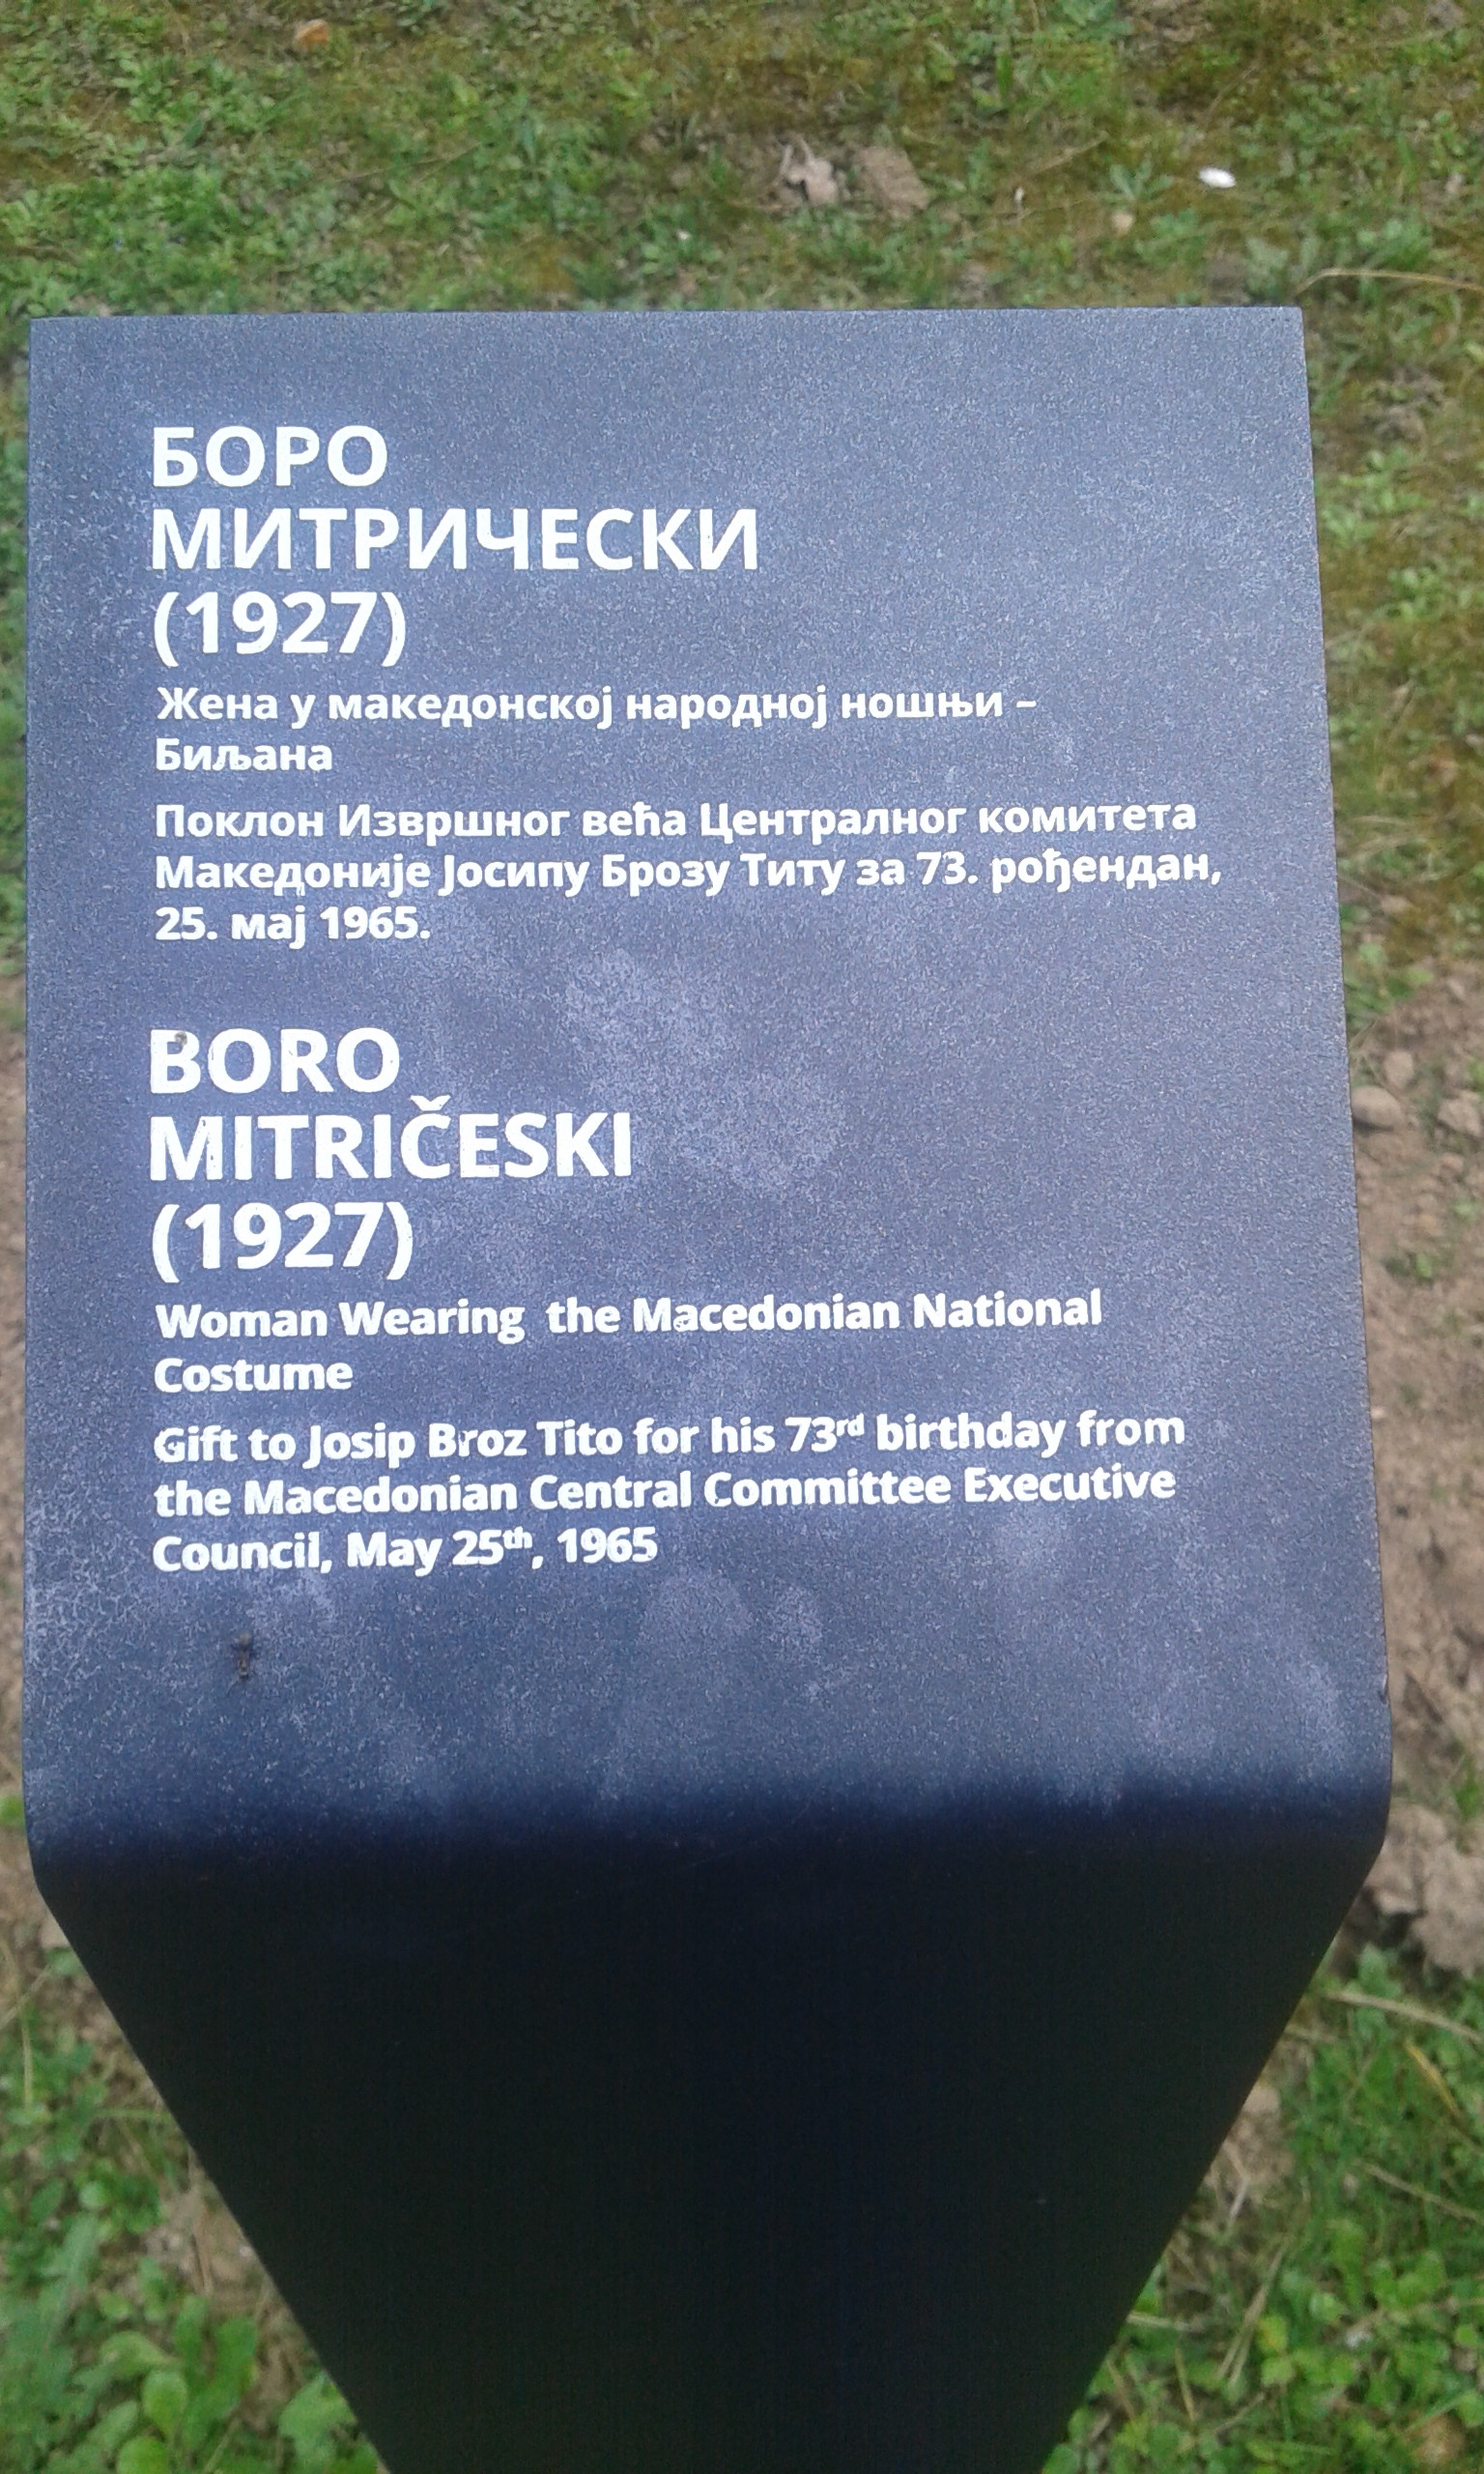 БОРО
МИТРИЧЕСКИ
(1927)
Жена у македонској народној ношњи –
Биљана
Поклон Извршног већа Централног комитета
Македоније Јосипу Брозу Титу за 73. рођендан,
25. мај 1965.
BORO
MITRIČESKI
(1927)
Woman Wearing the Macedonian National
Costume
Gift to Josip Broz Tito for his 73rd birthday from
the Macedonian Central Committee Executive
Council, May 25th, 1965